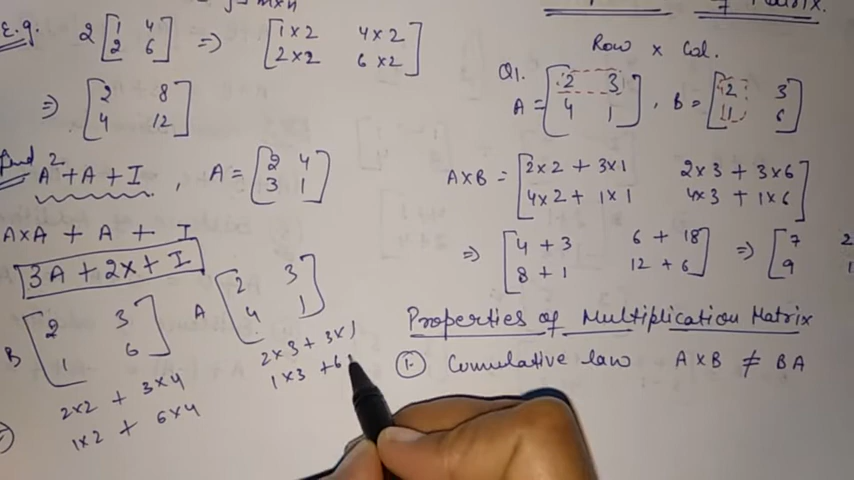 E.g. 2 [1 4 => [1×2 4×2
2 6] 2×2 6×2]
=> [2 8
4 12]
find A²+A+I , A = [2 4
3 1]
A×A + A + I
3A + 2x + I
B [2 3 A [2 3
1 6] 4 1]
2×2 + 3×4 2×3 + 3×1
1×2 + 6×4 1×3 + 6
Row × Col.
Q1. A = [2 3 , B = [2 3
4 1] 1 6]
A×B = [2×2 + 3×1 2×3 + 3×6
4×2 + 1×1 4×3 + 1×6]
=> [4 + 3 6 + 18 => [7 2
8 + 1 12 + 6] 9 1
Properties of Multiplication Matrix
1. Comulative law A×B ≠ BA